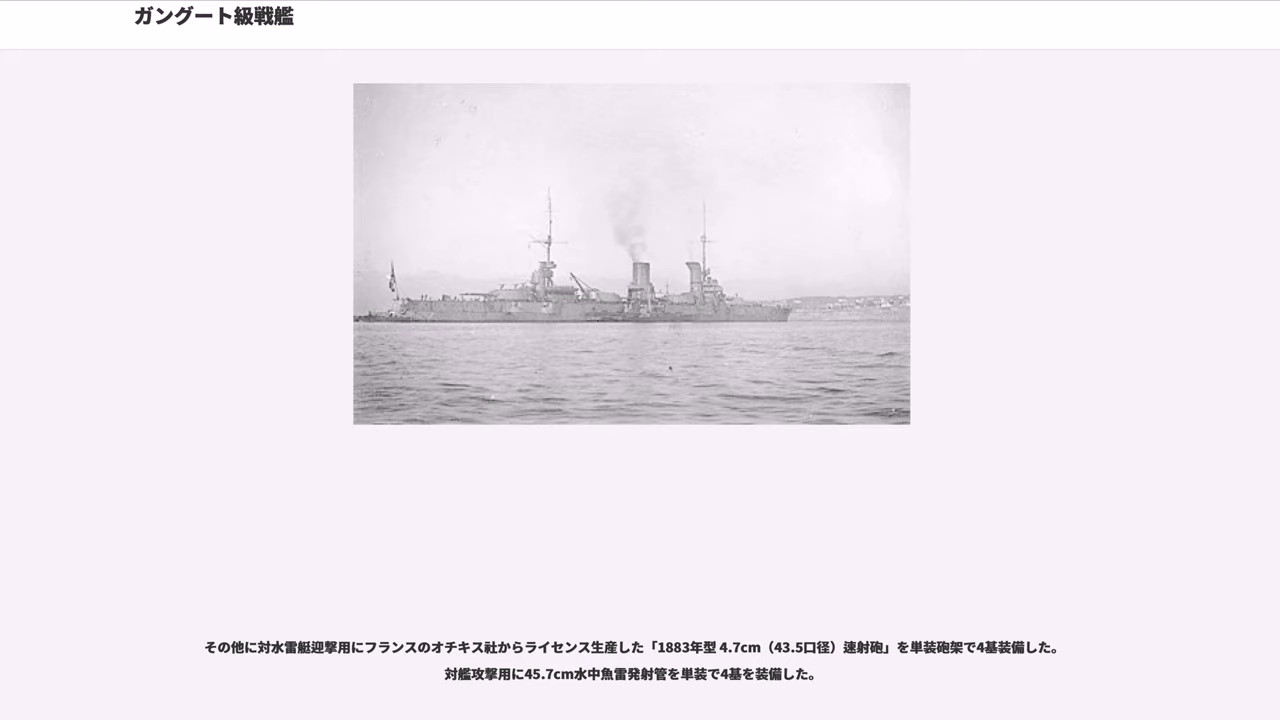 ガングート級戦艦
その他に対水雷艇迎撃用にフランスのオチキス社からライセンス生産した「1883年型 4.7cm（43.5口径）速射砲」を単装砲架で4基装備した。
対艦攻撃用に45.7cm水中魚雷発射管を単装で4基を装備した。